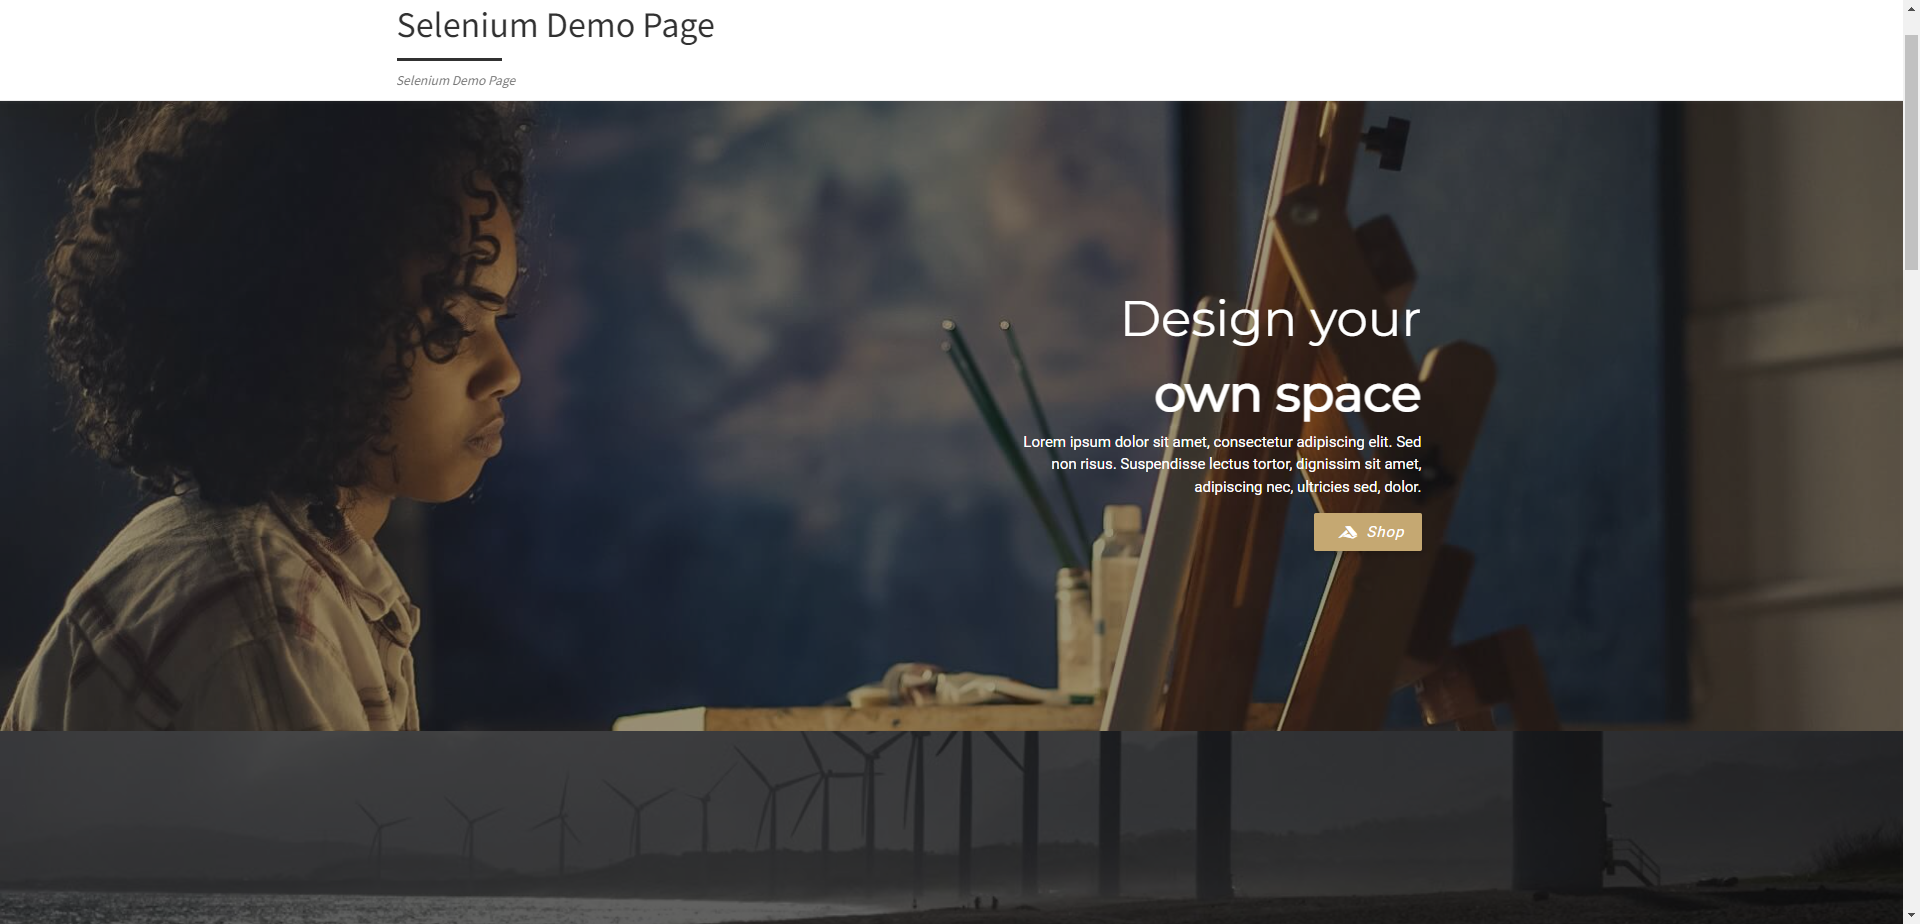 Selenium Demo Page
Selenium Demo Page
Design your
own space
Lorem ipsum dolor sit amet, consectetur adipiscing elit. Sed
non risus. Suspendisse lectus tortor, dignissim sit amet,
adipiscing nec, ultricies sed, dolor.
Shop